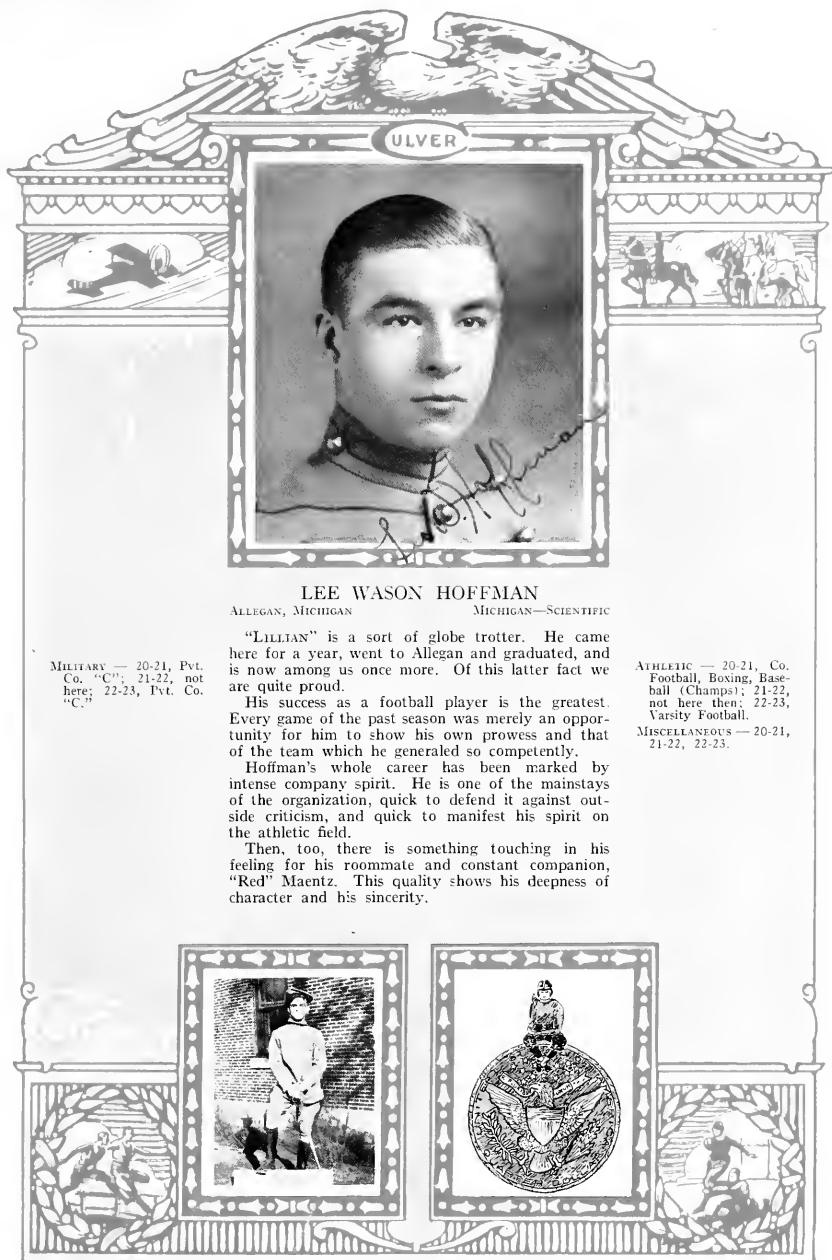 CULVER
Lee W. Hoffman
LEE WASON HOFFMAN
ALLEGAN, MICHIGAN MICHIGAN—SCIENTIFIC
MILITARY — 20-21, Pvt.
Co. "C"; 21-22, not
here; 22-23, Pvt. Co.
"C."
"LILLIAN" is a sort of globe trotter. He came
here for a year, went to Allegan and graduated, and
is now among us once more. Of this latter fact we
are quite proud.
His success as a football player is the greatest.
Every game of the past season was merely an oppor-
tunity for him to show his own prowess and that
of the team which he generaled so competently.
Hoffman's whole career has been marked by
intense company spirit. He is one of the mainstays
of the organization, quick to defend it against out-
side criticism, and quick to manifest his spirit on
the athletic field.
Then, too, there is something touching in his
feeling for his roommate and constant companion,
"Red" Maentz. This quality shows his deepness of
character and his sincerity.
ATHLETIC — 20-21, Co.
Football, Boxing, Base-
ball (Champs); 21-22,
not here then; 22-23,
Varsity Football.
MISCELLANEOUS — 20-21,
21-22, 22-23.